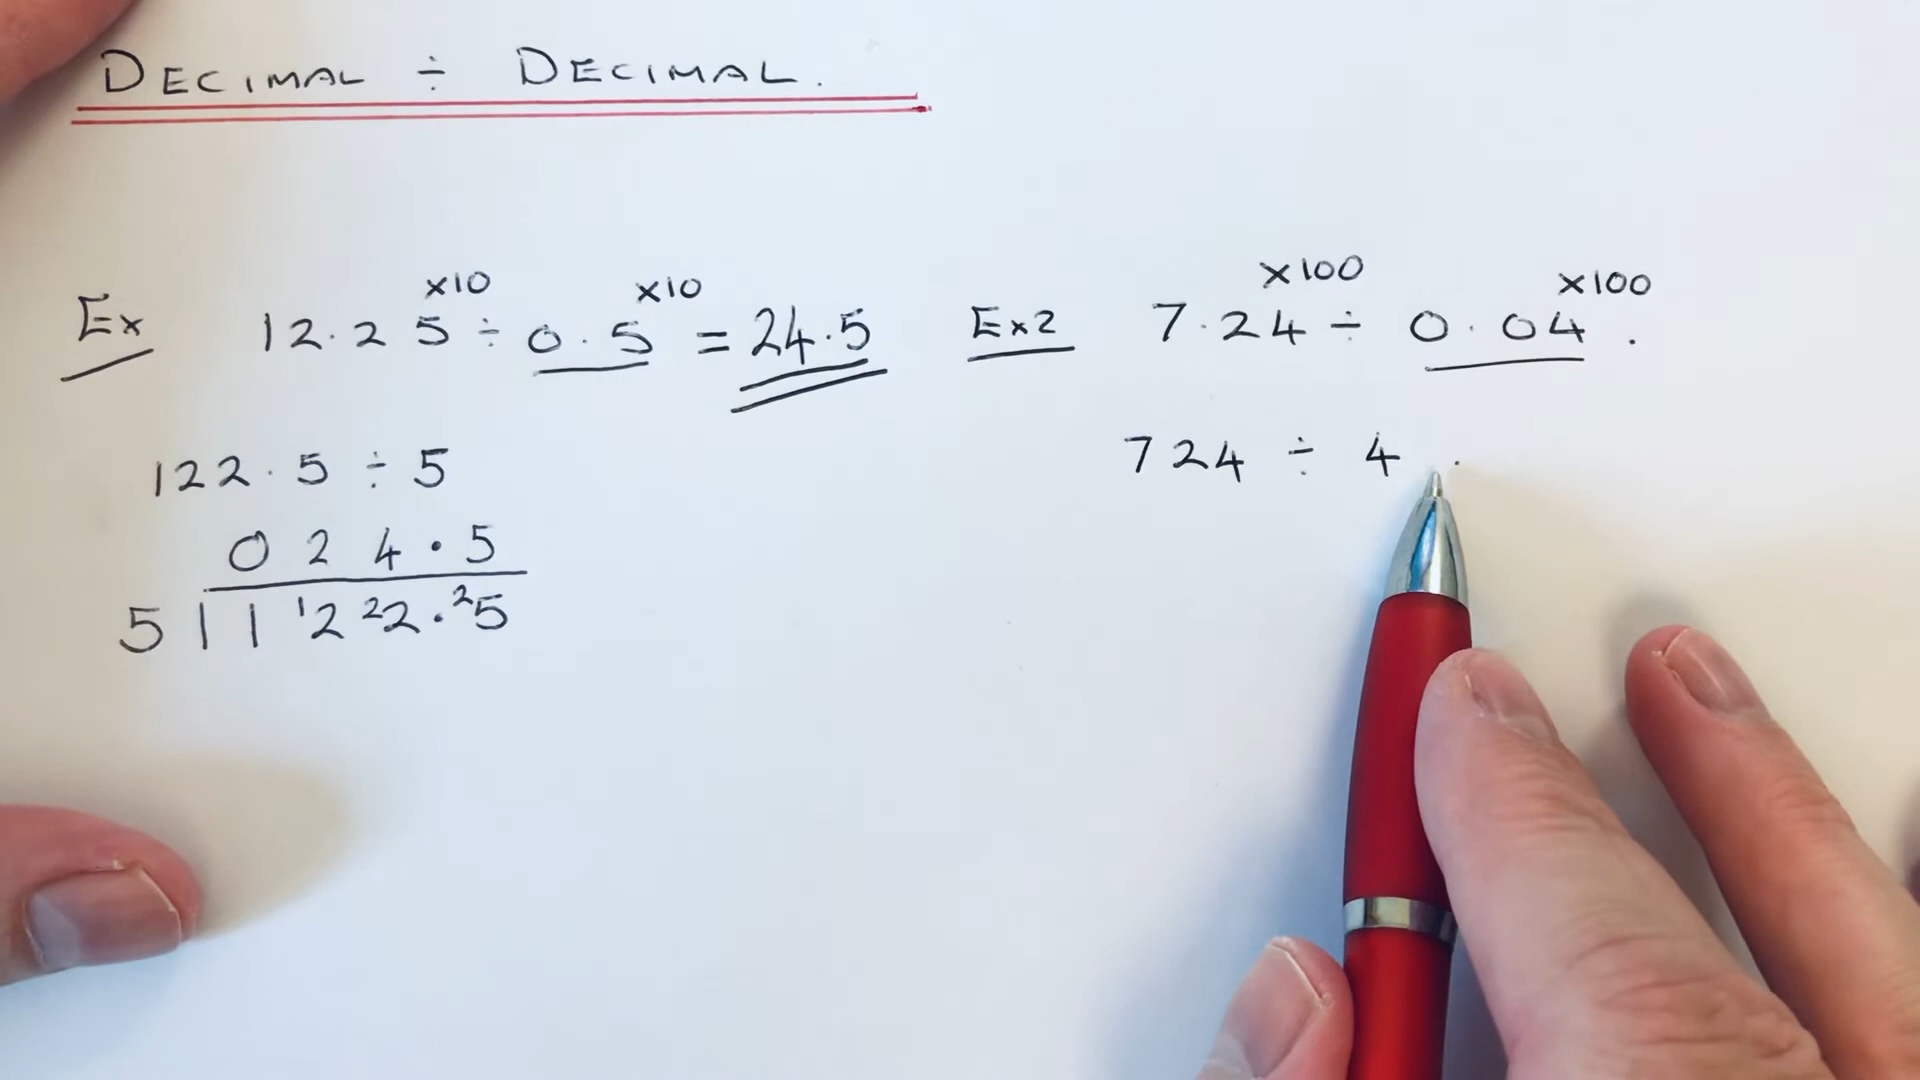 DECIMAL ÷ DECIMAL.
Ex 12.25 ×10 ÷ 0.5 ×10 = 24.5
122.5 ÷ 5
024.5
5 | 1 ¹2 ²2.²5
Ex2 7.24 ×100 ÷ 0.04 ×100 .
724 ÷ 4 .